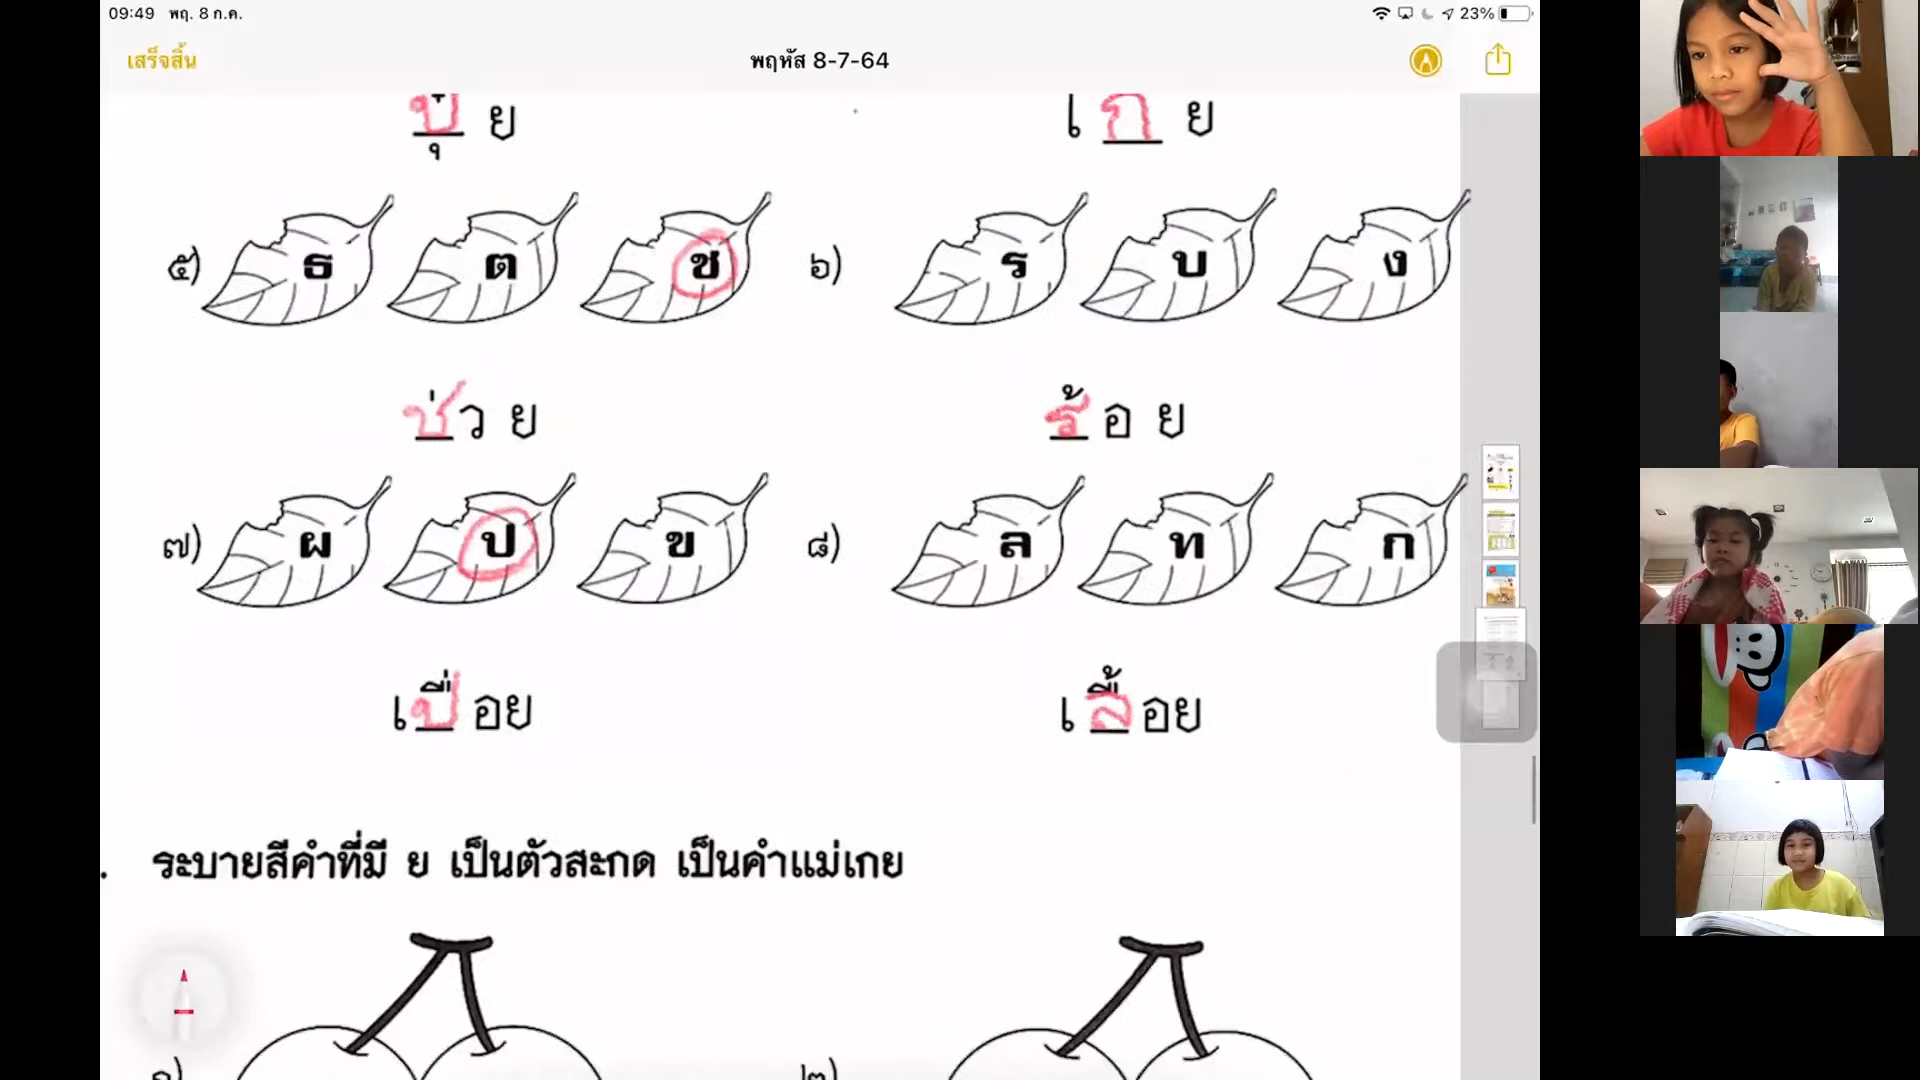 09:49 พฤ. 8 ก.ค. 23%
เสร็จสิ้น พฤหัส 8-7-64
ปุ๋ย เกย
๕) ธ ต ช ๖) ร บ ง
ช่วย ร้อย
๗) ผ ป ข ๘) ล ท ก
เปื่อย เลื้อย
. ระบายสีคำที่มี ย เป็นตัวสะกด เป็นคำแม่เกย
๒)